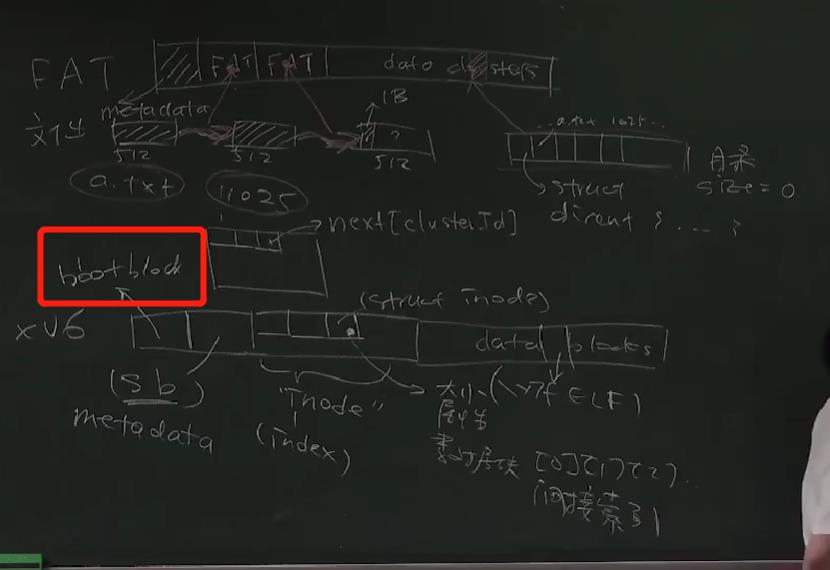 FAT
FAT FAT data clusters
metadata
1B
文件
512 512 512
a.txt 1025
...a.txt 1025...
目录
size = 0
struct
dirent { .... }
next[clusterId]
bootblock
(struct inode)
xv6
data blocks
(sb)
metadata
"Inode"
(index)
大小 (\x7f ELF)
属性
数据块 [0][1][2]...
间接索引